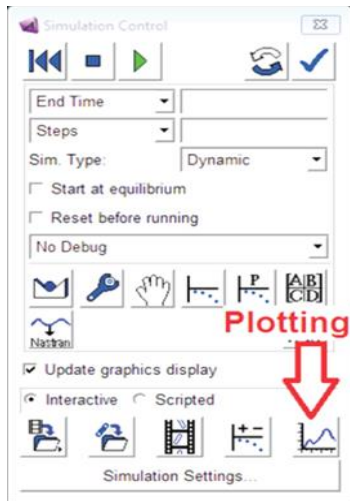 Simulation Control
End Time
Steps
Sim. Type: Dynamic
Start at equilibrium
Reset before running
No Debug
P
A B
C D
Nastran
Plotting
Update graphics display
Interactive Scripted
Simulation Settings...